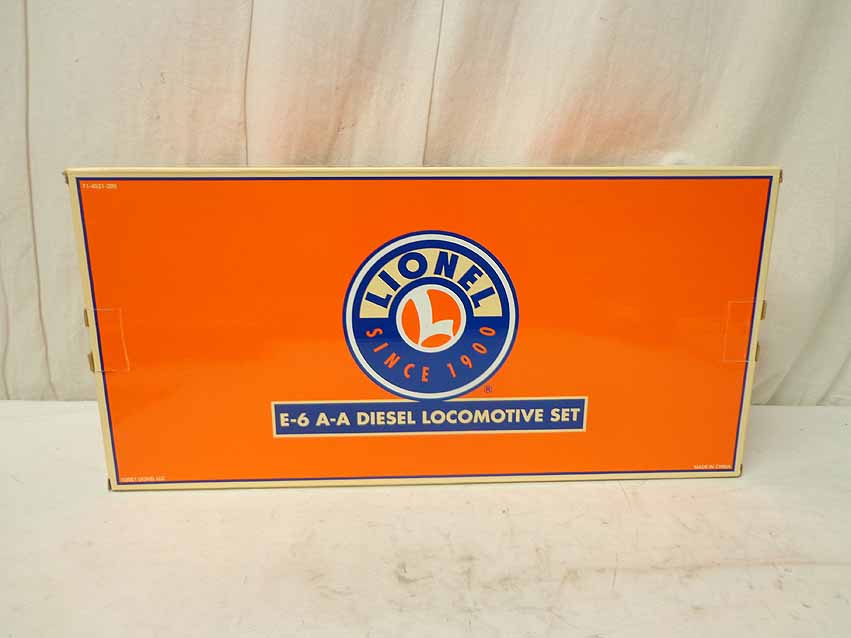 LIONEL
SINCE 1900
®
E-6 A-A DIESEL LOCOMOTIVE SET
MADE IN CHINA